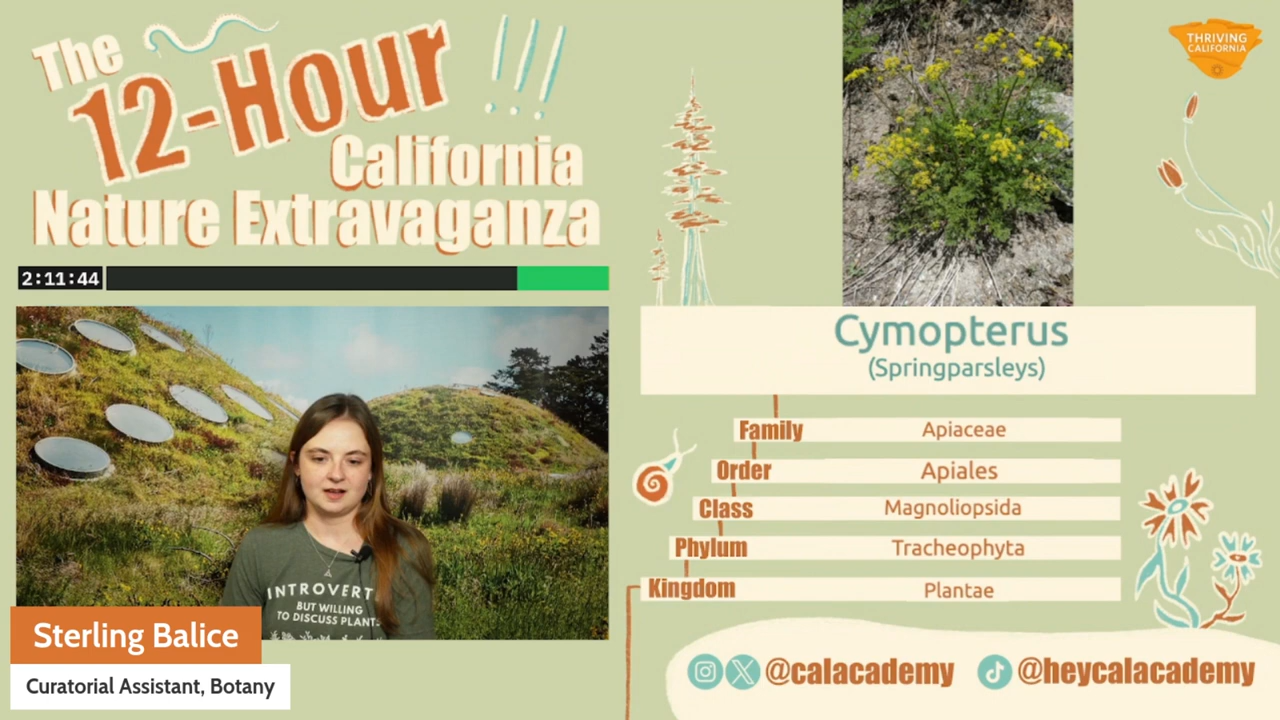 The
12-Hour !!!
California
Nature Extravaganza
2:11:44
THRIVING
CALIFORNIA
Cymopterus
(Springparsleys)
Family Apiaceae
Order Apiales
Class Magnoliopsida
Phylum Tracheophyta
Kingdom Plantae
INTROVERT
BUT WILLING
TO DISCUSS PLANT
Sterling Balice
Curatorial Assistant, Botany
@calacademy @heycalacademy